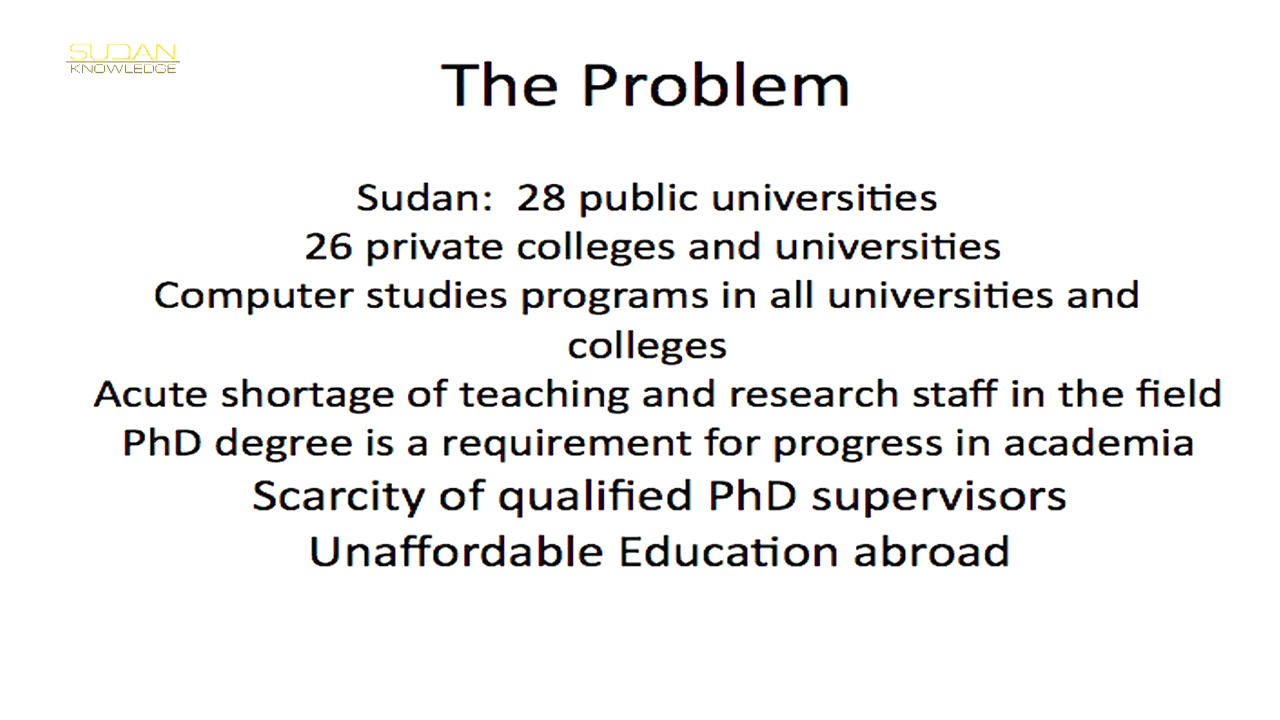 SUDAN
KNOWLEDGE
The Problem
Sudan:  28 public universities
26 private colleges and universities
Computer studies programs in all universities and
colleges
Acute shortage of teaching and research staff in the field
PhD degree is a requirement for progress in academia
Scarcity of qualified PhD supervisors
Unaffordable Education abroad